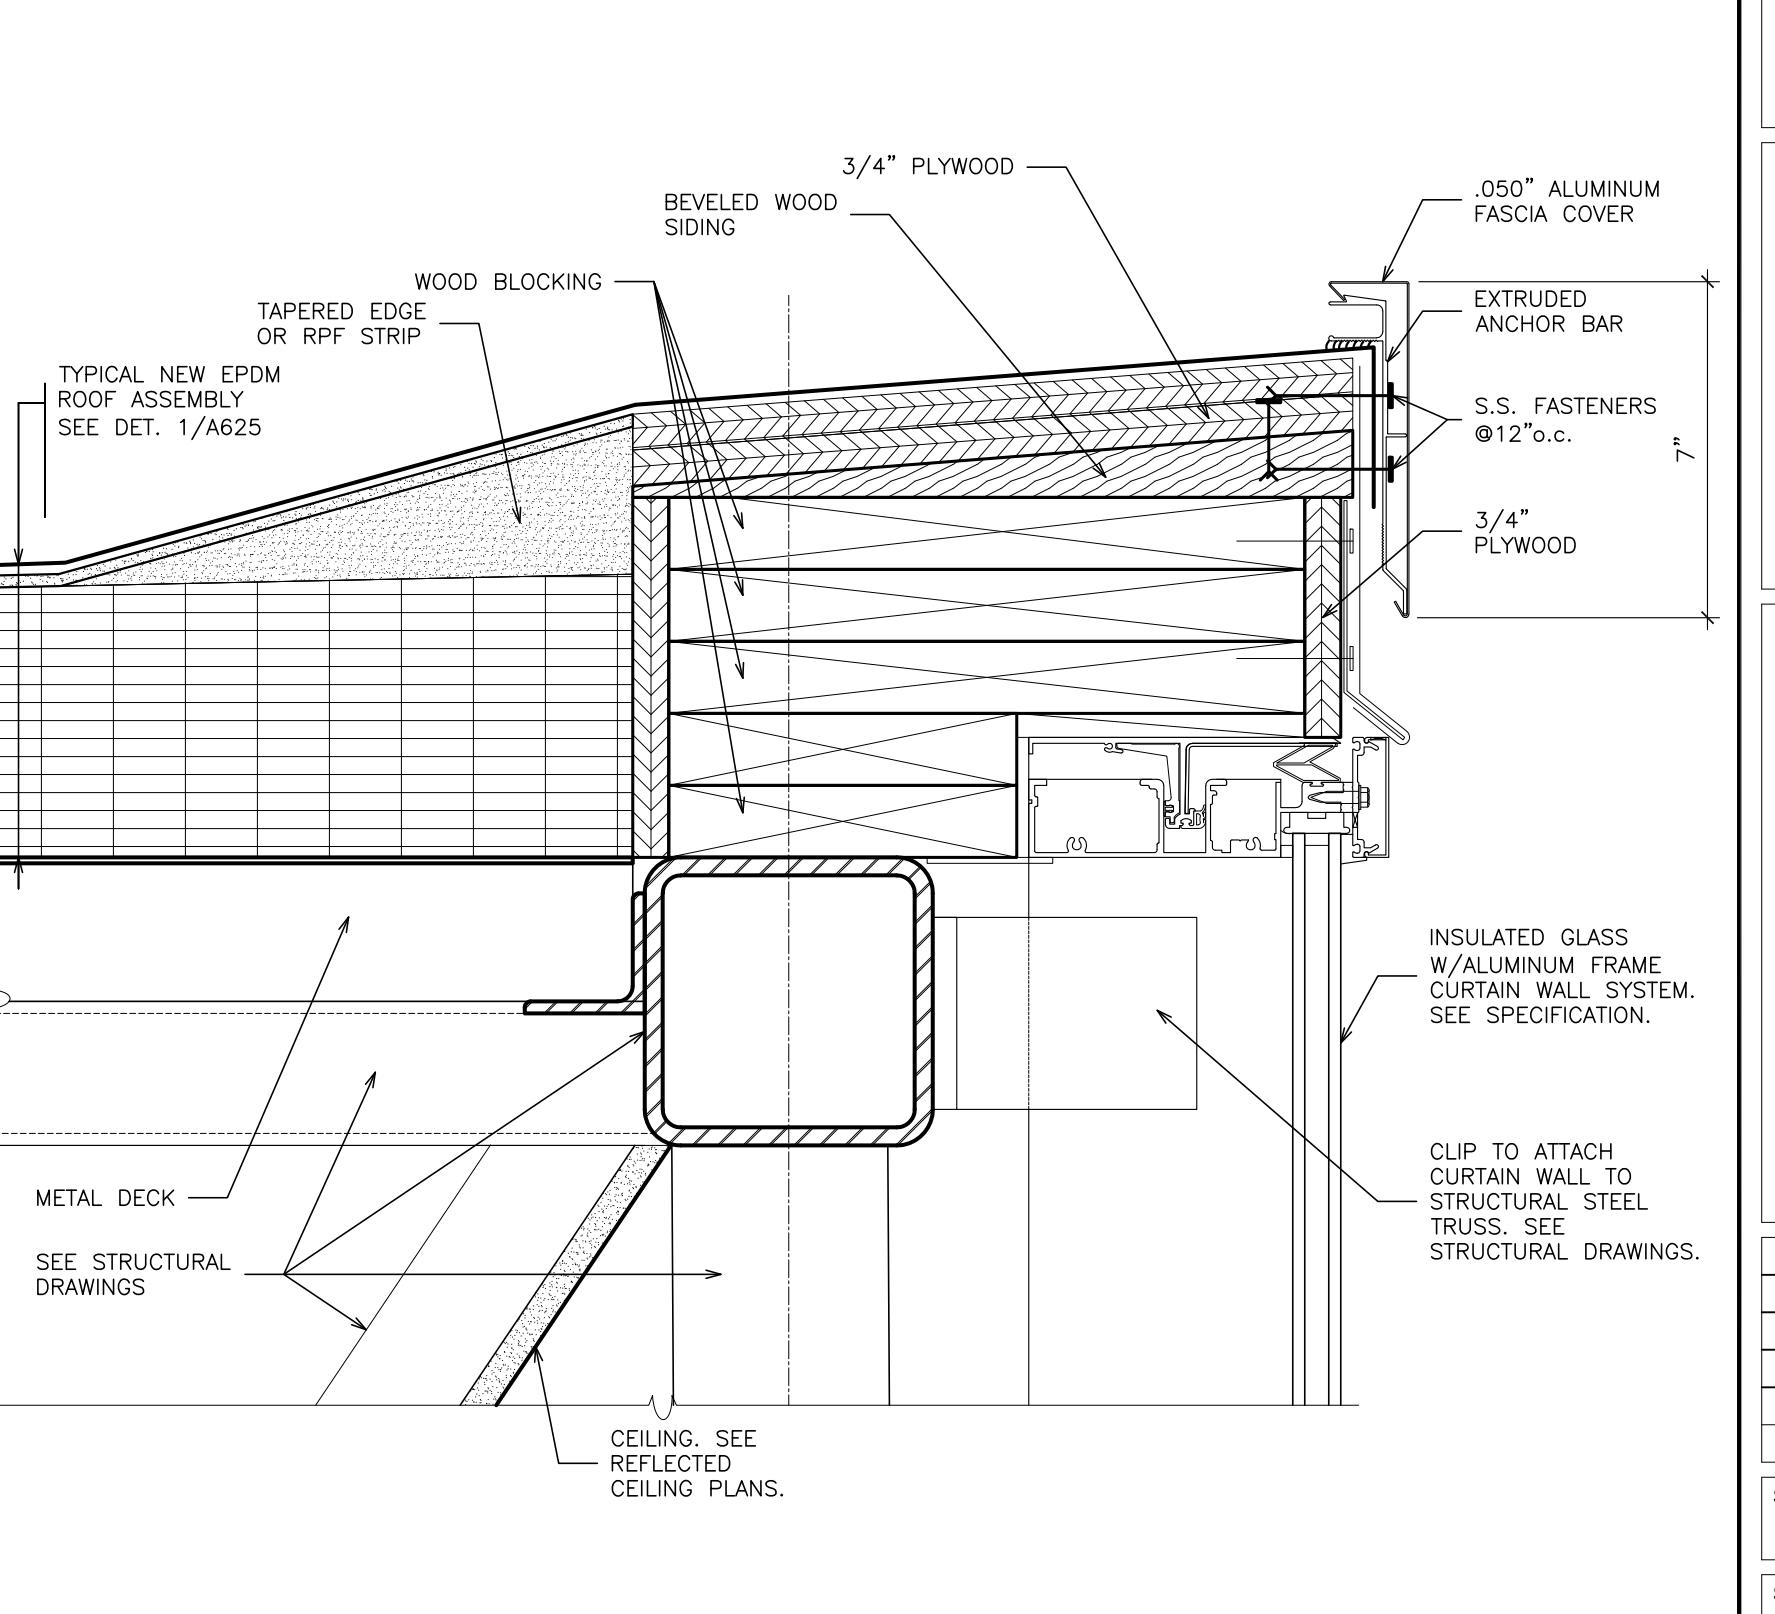 3/4” PLYWOOD
BEVELED WOOD
SIDING
.050” ALUMINUM
FASCIA COVER
WOOD BLOCKING
TAPERED EDGE
OR RPF STRIP
EXTRUDED
ANCHOR BAR
TYPICAL NEW EPDM
ROOF ASSEMBLY
SEE DET. 1/A625
S.S. FASTENERS
@12”o.c.
7”
3/4”
PLYWOOD
INSULATED GLASS
W/ALUMINUM FRAME
CURTAIN WALL SYSTEM.
SEE SPECIFICATION.
METAL DECK
CLIP TO ATTACH
CURTAIN WALL TO
STRUCTURAL STEEL
TRUSS. SEE
STRUCTURAL DRAWINGS.
SEE STRUCTURAL
DRAWINGS
CEILING. SEE
REFLECTED
CEILING PLANS.